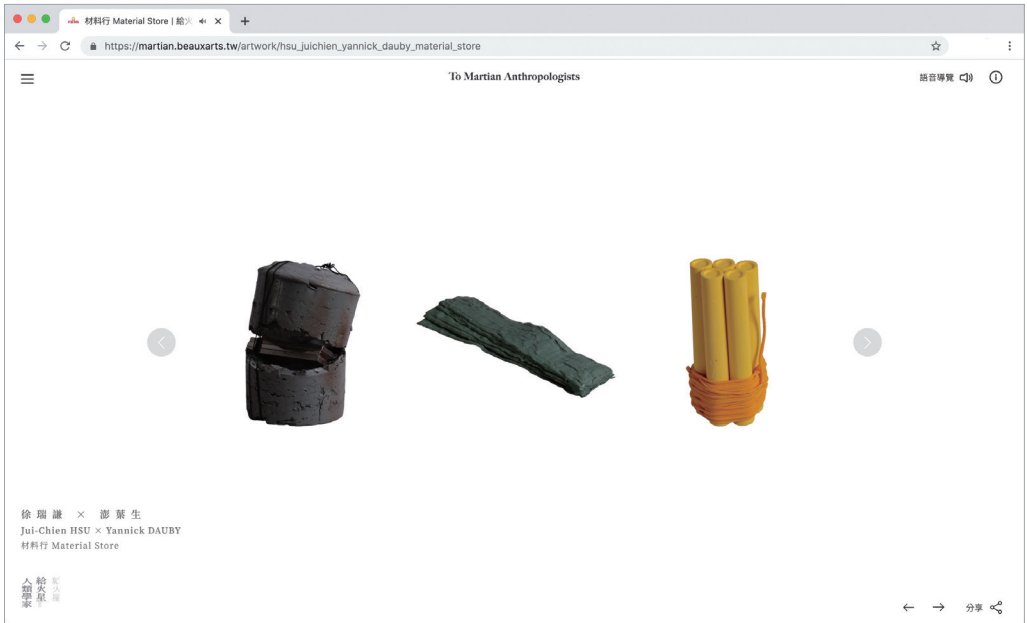 材料行 Material Store | 給火
https://martian.beauxarts.tw/artwork/hsu_juichien_yannick_dauby_material_store
To Martian Anthropologists
語音導覽
徐瑞謙 × 澎葉生
Jui-Chien HSU × Yannick DAUBY
材料行 Material Store
給火星
人類學家
分享